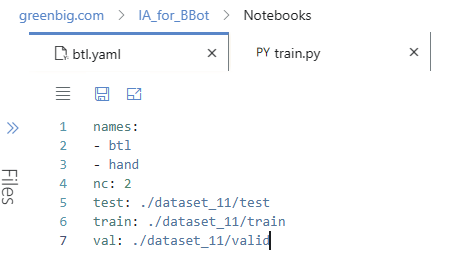 greenbig.com > IA_for_BBot > Notebooks
btl.yaml × PY train.py ×
Files
1 names:
2 - btl
3 - hand
4 nc: 2
5 test: ./dataset_11/test
6 train: ./dataset_11/train
7 val: ./dataset_11/valid